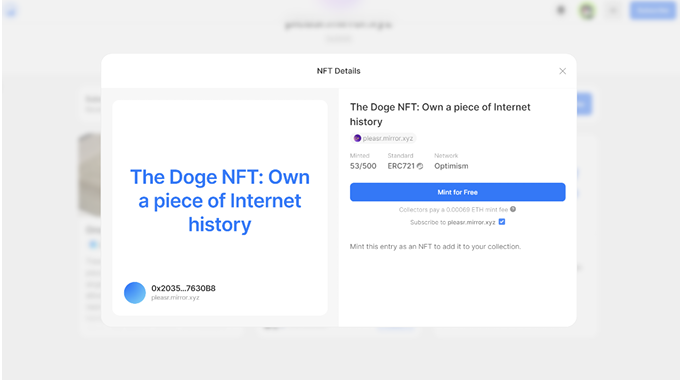 NFT Details
The Doge NFT: Own
a piece of Internet
history
0x2035...7630B8
pleasr.mirror.xyz
The Doge NFT: Own a piece of Internet
history
pleasr.mirror.xyz
Minted Standard Network
53/500 ERC721 Optimism
Mint for Free
Collectors pay a 0.00069 ETH mint fee
Subscribe to pleasr.mirror.xyz
Mint this entry as an NFT to add it to your collection.